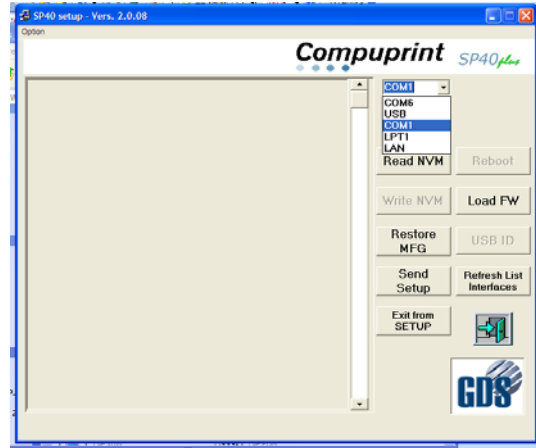 SP40 setup - Vers. 2.0.08
Option
Compuprint SP40plus
COM1
COM6
USB
COM1
LPT1
LAN
Read NVM
Reboot
Write NVM
Load FW
Restore
MFG
USB ID
Send
Setup
Refresh List
Interfaces
Exit from
SETUP
GDS